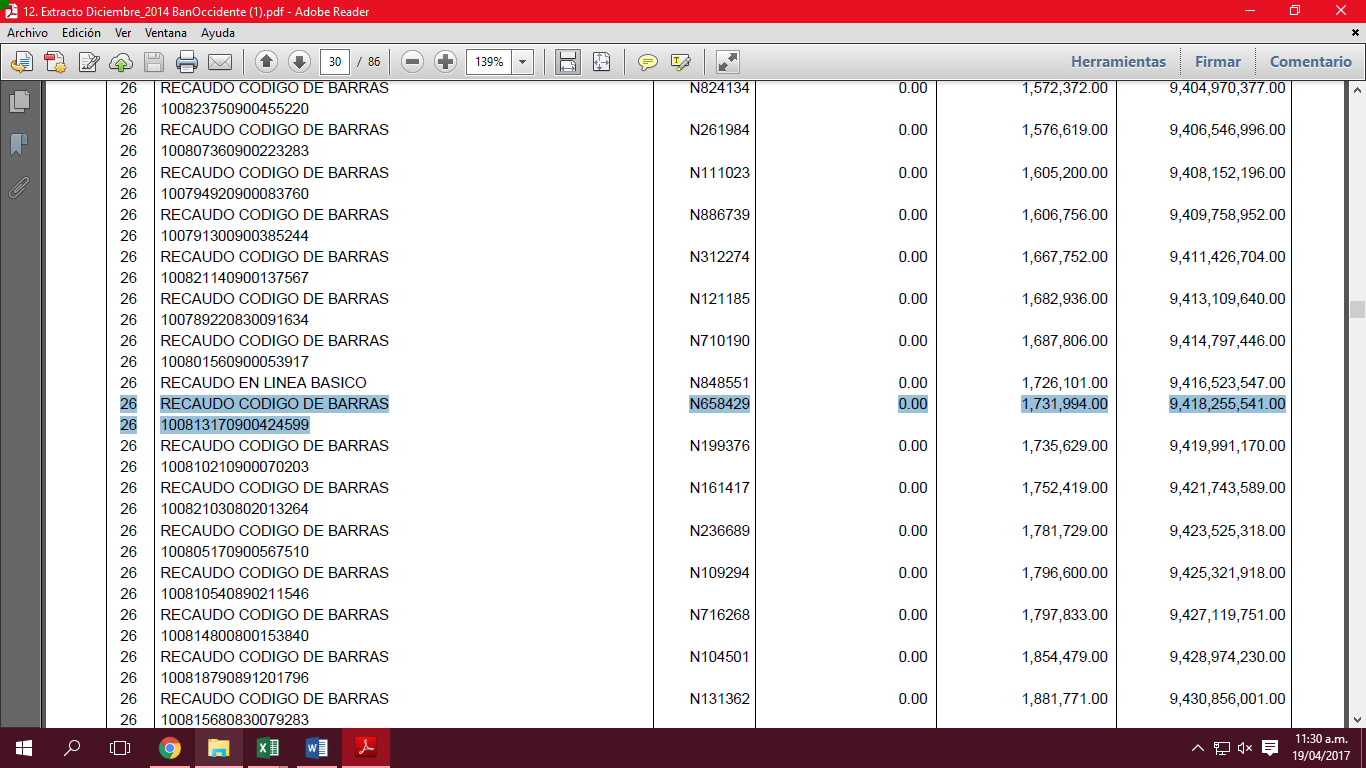 12. Extracto Diciembre_2014 BanOccidente (1).pdf - Adobe Reader
Archivo Edición Ver Ventana Ayuda
30 / 86 139% Herramientas Firmar Comentario
26 RECAUDO CODIGO DE BARRAS N824134 0.00 1,572,372.00 9,404,970,377.00
26 100823750900455220
26 RECAUDO CODIGO DE BARRAS N261984 0.00 1,576,619.00 9,406,546,996.00
26 100807360900223283
26 RECAUDO CODIGO DE BARRAS N111023 0.00 1,605,200.00 9,408,152,196.00
26 100794920900083760
26 RECAUDO CODIGO DE BARRAS N886739 0.00 1,606,756.00 9,409,758,952.00
26 100791300900385244
26 RECAUDO CODIGO DE BARRAS N312274 0.00 1,667,752.00 9,411,426,704.00
26 100821140900137567
26 RECAUDO CODIGO DE BARRAS N121185 0.00 1,682,936.00 9,413,109,640.00
26 100789220830091634
26 RECAUDO CODIGO DE BARRAS N710190 0.00 1,687,806.00 9,414,797,446.00
26 100801560900053917
26 RECAUDO EN LINEA BASICO N848551 0.00 1,726,101.00 9,416,523,547.00
26 RECAUDO CODIGO DE BARRAS N658429 0.00 1,731,994.00 9,418,255,541.00
26 100813170900424599
26 RECAUDO CODIGO DE BARRAS N199376 0.00 1,735,629.00 9,419,991,170.00
26 100810210900070203
26 RECAUDO CODIGO DE BARRAS N161417 0.00 1,752,419.00 9,421,743,589.00
26 100821030802013264
26 RECAUDO CODIGO DE BARRAS N236689 0.00 1,781,729.00 9,423,525,318.00
26 100805170900567510
26 RECAUDO CODIGO DE BARRAS N109294 0.00 1,796,600.00 9,425,321,918.00
26 100810540890211546
26 RECAUDO CODIGO DE BARRAS N716268 0.00 1,797,833.00 9,427,119,751.00
26 100814800800153840
26 RECAUDO CODIGO DE BARRAS N104501 0.00 1,854,479.00 9,428,974,230.00
26 100818790891201796
26 RECAUDO CODIGO DE BARRAS N131362 0.00 1,881,771.00 9,430,856,001.00
26 100815680830079283
11:30 a.m.
19/04/2017